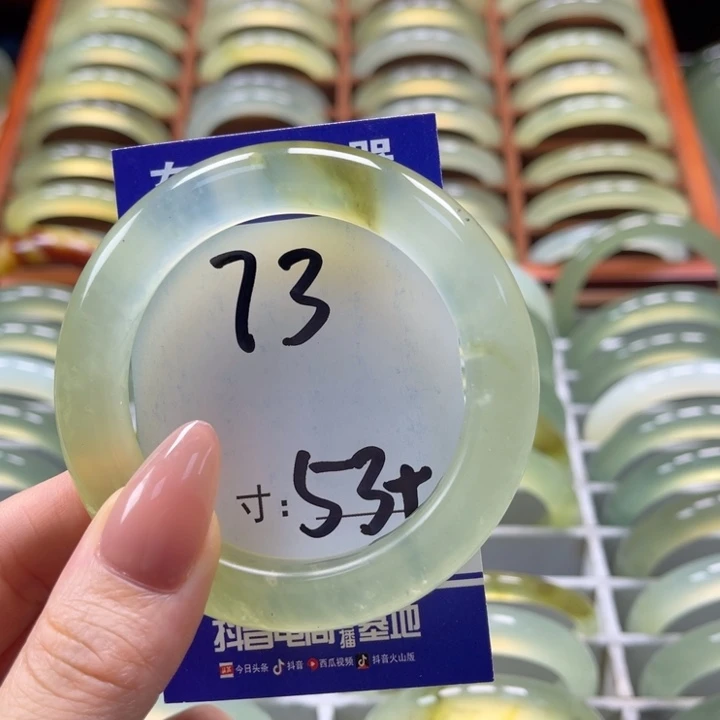 73
寸:53+
抖音电商直播基地
今日头条 抖音 西瓜视频 抖音火山版